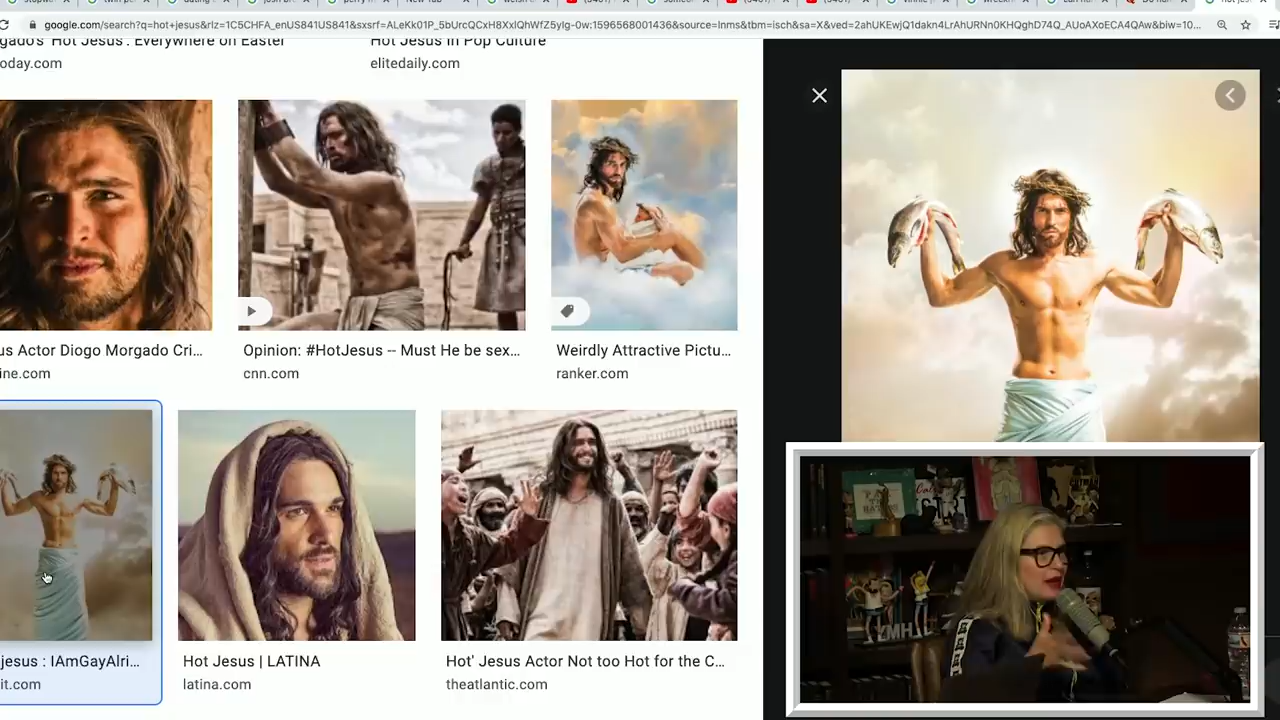 google.com/search?q=hot+jesus&rlz=1C5CHFA_enUS841US841&sxsrf=ALeKk01P_5bUrcQCxH8XxIQhWfZ5yIg-0w:1596568001436&source=lnms&tbm=isch&sa=X&ved=2ahUKEwjQ1dakn4LrAhURNn0KHQghD74Q_AUoAXoECA4QAw&biw=10...
gado's 'Hot Jesus': Everywhere on Easter
Hot Jesus In Pop Culture
oday.com
elitedaily.com
us Actor Diogo Morgado Cri...
Opinion: #HotJesus -- Must He be sex...
Weirdly Attractive Pictu...
ine.com
cnn.com
ranker.com
jesus : IAmGayAlri...
Hot Jesus | LATINA
Hot' Jesus Actor Not too Hot for the C...
it.com
latina.com
theatlantic.com
YMH